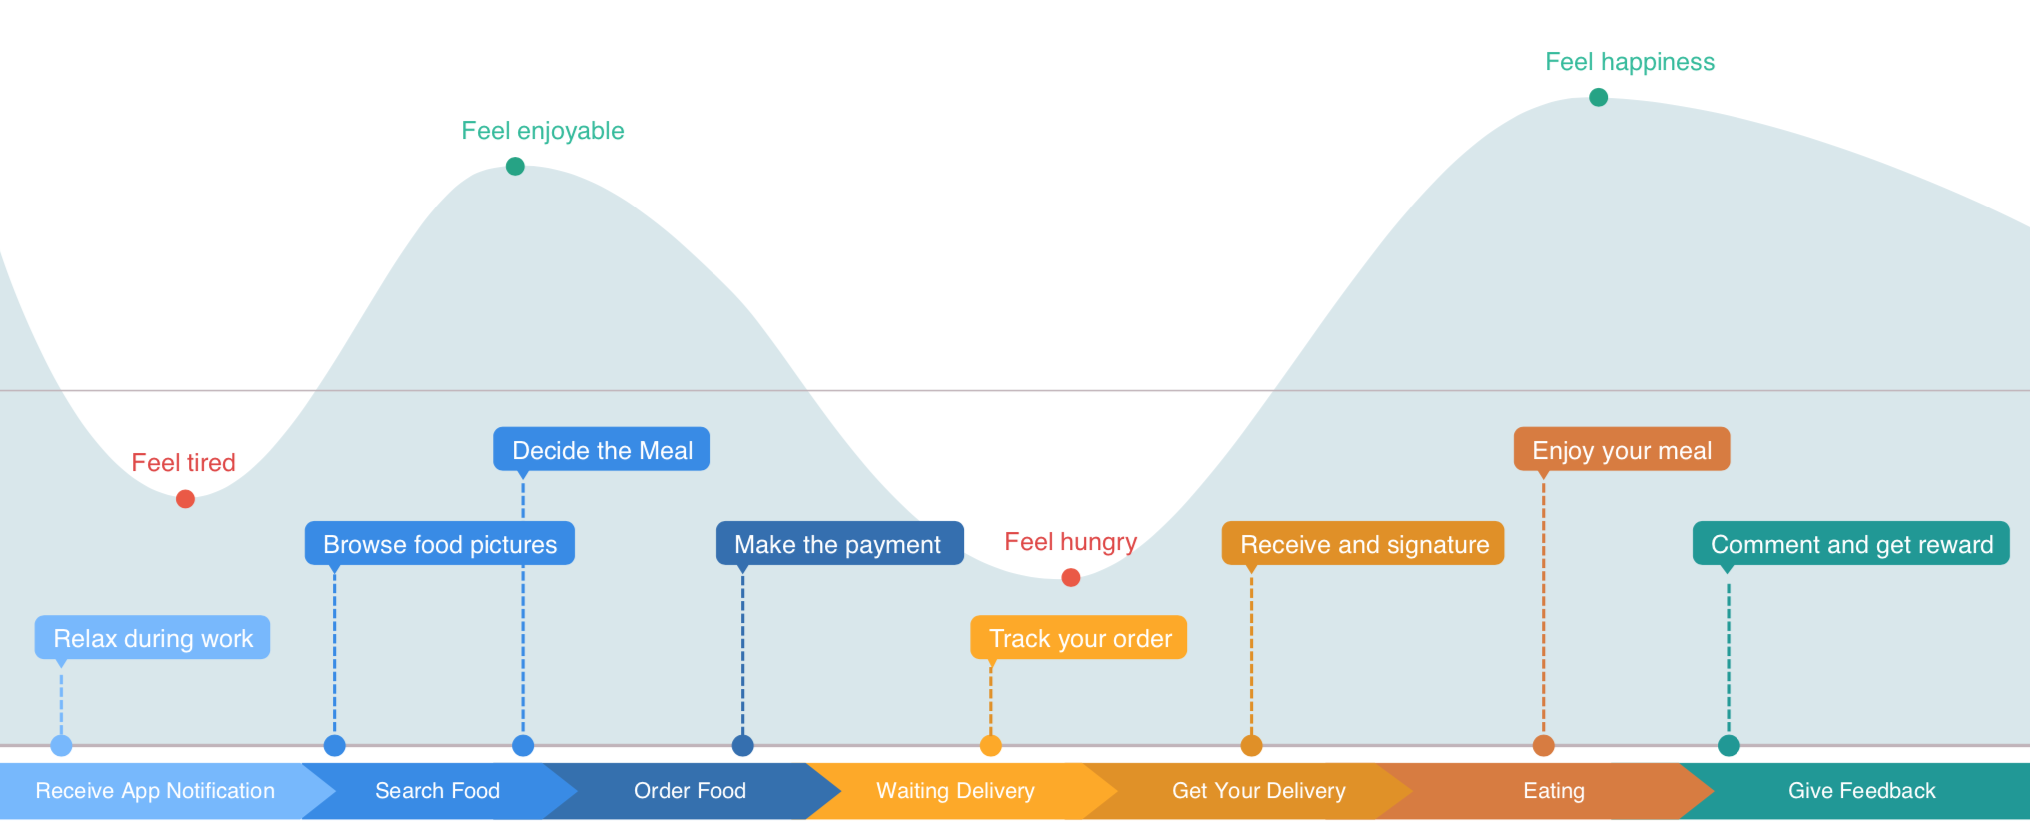 Feel happiness
Feel enjoyable
Feel tired
Decide the Meal
Enjoy your meal
Browse food pictures
Make the payment
Feel hungry
Receive and signature
Comment and get reward
Relax during work
Track your order
Receive App Notification
Search Food
Order Food
Waiting Delivery
Get Your Delivery
Eating
Give Feedback